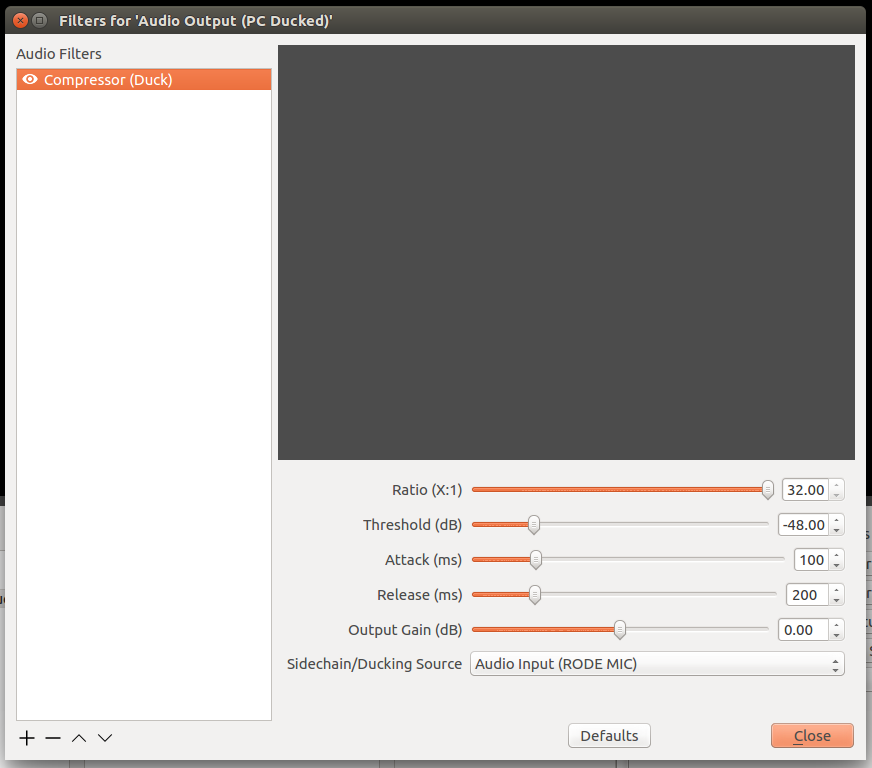 Filters for 'Audio Output (PC Ducked)'
Audio Filters
Compressor (Duck)
Ratio (X:1) 32.00
Threshold (dB) -48.00
Attack (ms) 100
Release (ms) 200
Output Gain (dB) 0.00
Sidechain/Ducking Source Audio Input (RODE MIC)
Defaults Close